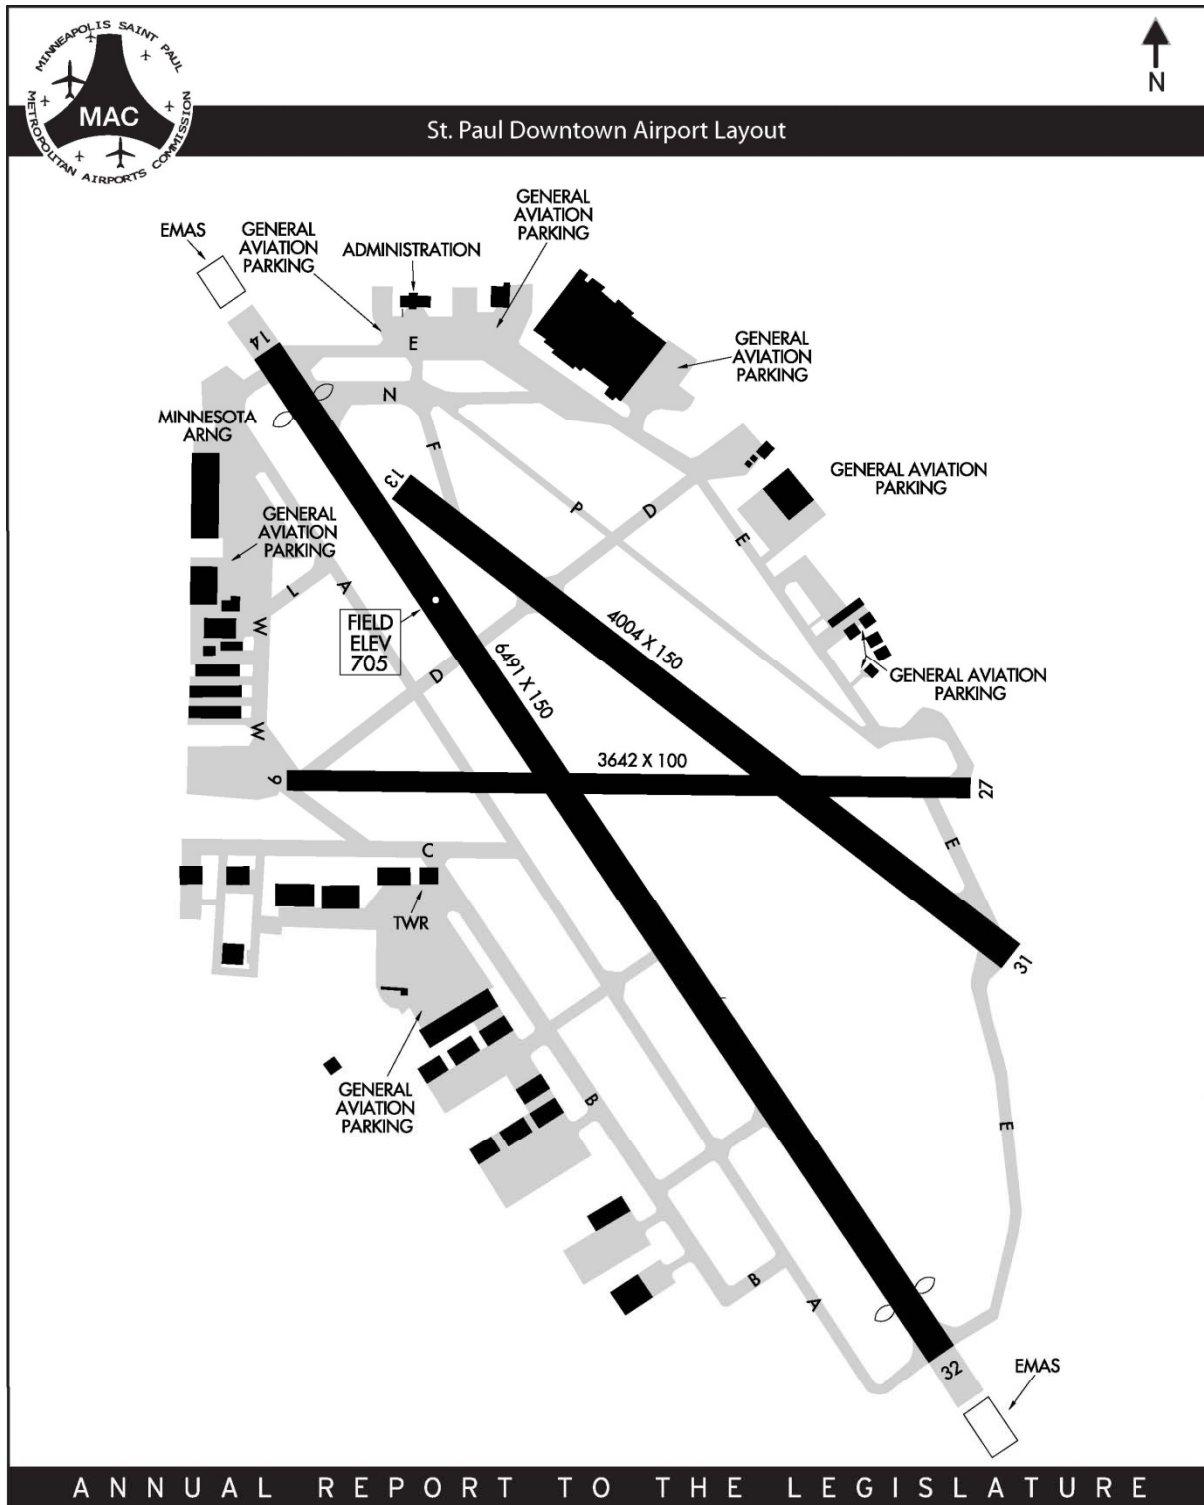 MINNEAPOLIS SAINT PAUL
METROPOLITAN AIRPORTS COMMISSION
MAC
N
St. Paul Downtown Airport Layout
EMAS
GENERAL
AVIATION
PARKING
ADMINISTRATION
GENERAL
AVIATION
PARKING
14
E
GENERAL
AVIATION
PARKING
N
MINNESOTA
ARNG
F
13
GENERAL AVIATION
PARKING
GENERAL
AVIATION
PARKING
P
D
E
L
A
W
FIELD
ELEV
705
4004 X 150
6491 X 150
D
GENERAL AVIATION
PARKING
W
3642 X 100
9
27
C
E
TWR
31
GENERAL
AVIATION
PARKING
B
E
B
A
32
EMAS
ANNUAL REPORT TO THE LEGISLATURE